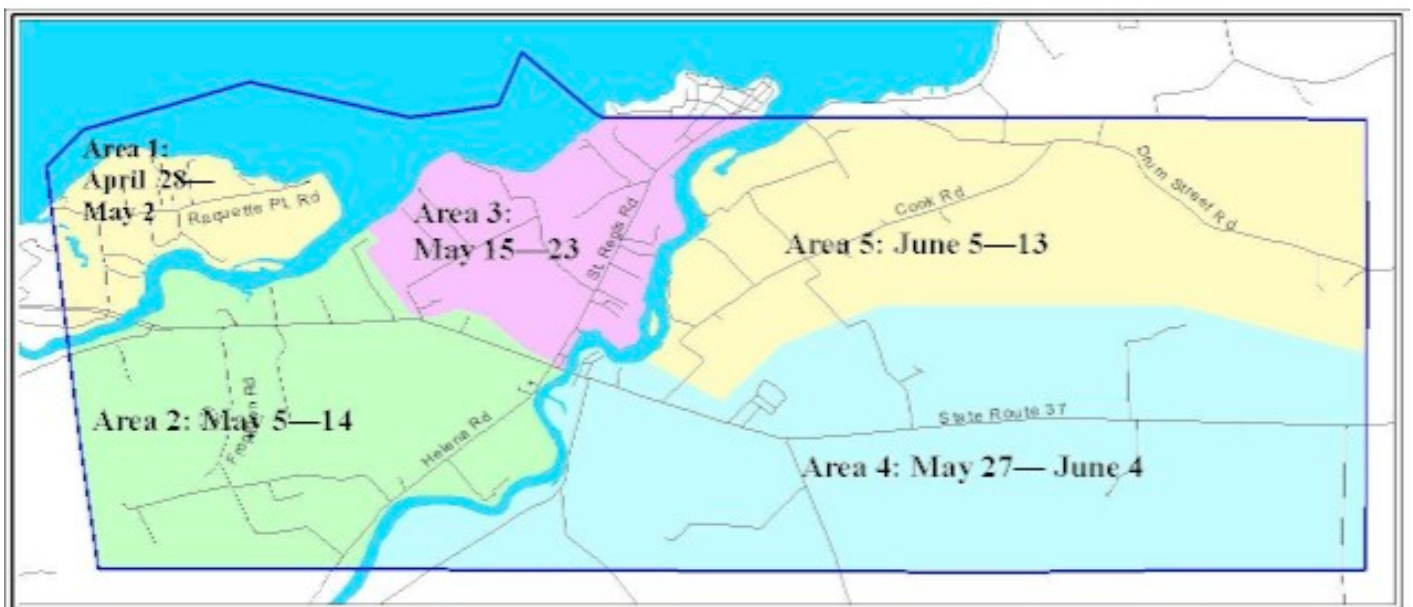 Area 1:
April 28—
May 2
Raquette Pt. Rd
Area 3:
May 15—23
St Regis Rd
Cook Rd
Drum Street Rd
Area 5: June 5—13
Area 2: May 5—14
Helena Rd
State Route 37
Area 4: May 27— June 4